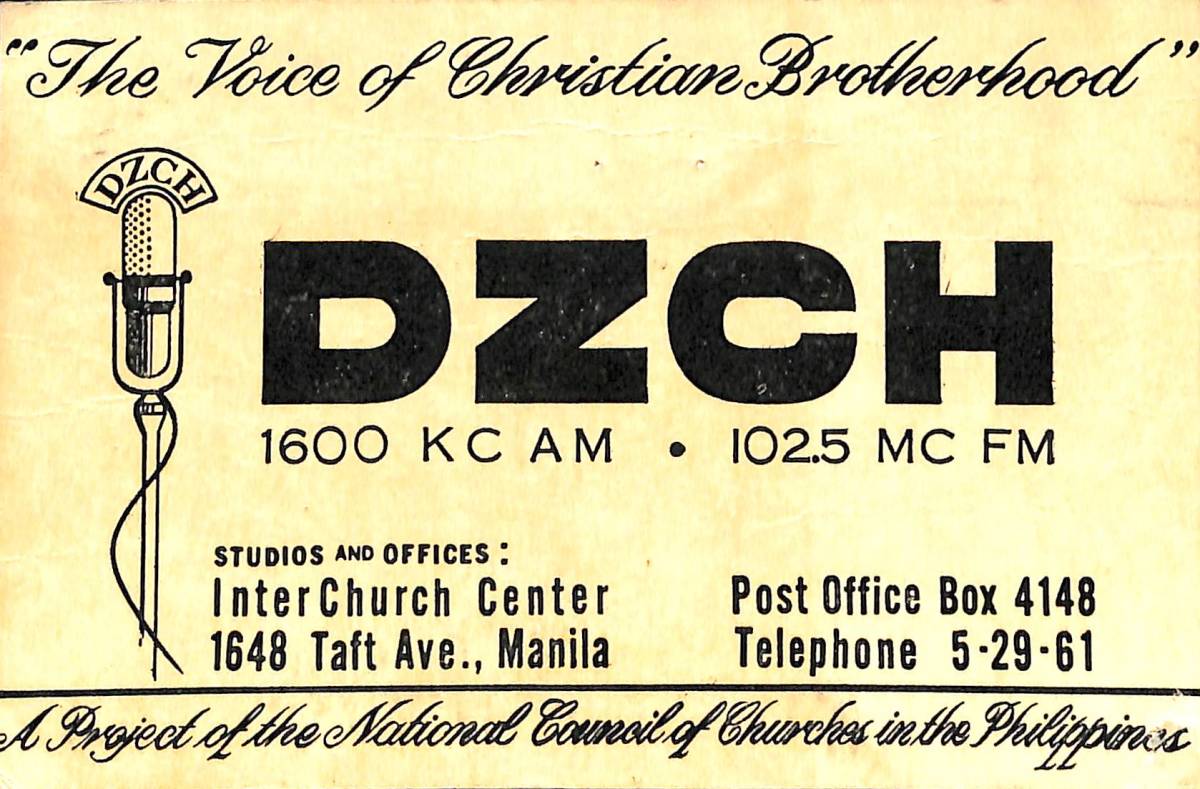 "The Voice of Christian Brotherhood"
DZCH
DZCH
1600 KC AM • 102.5 MC FM
STUDIOS AND OFFICES:
InterChurch Center
1648 Taft Ave., Manila
Post Office Box 4148
Telephone 5-29-61
A Project of the National Council of Churches in the Philippines